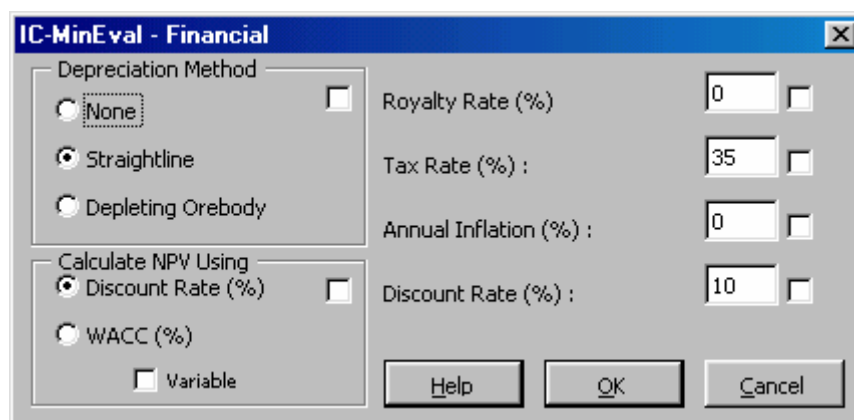 IC-MinEval - Financial
Depreciation Method
None
Straightline
Depleting Orebody
Calculate NPV Using
Discount Rate (%)
WACC (%)
Variable
Royalty Rate (%) 0
Tax Rate (%) : 35
Annual Inflation (%) : 0
Discount Rate (%) : 10
Help OK Cancel